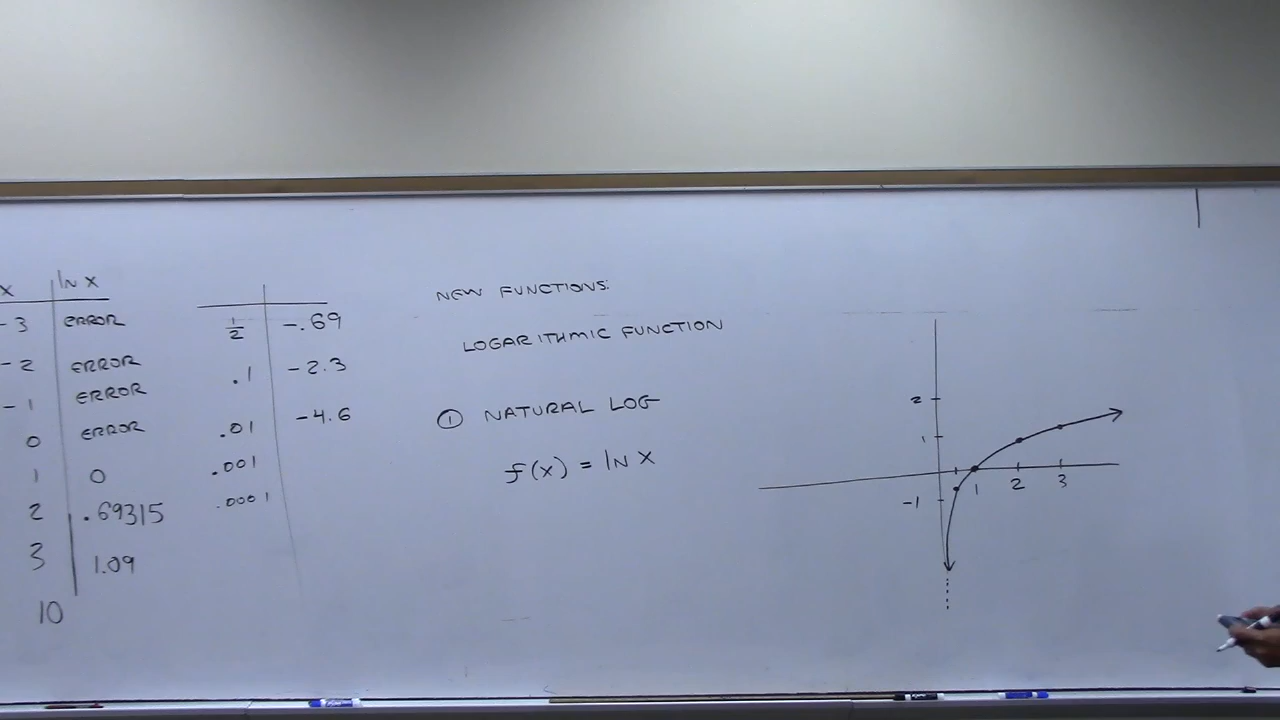 x ln x
-3 ERROR
-2 ERROR
-1 ERROR
0 ERROR
1 0
2 .69315
3 1.09
10
1/2 -.69
.1 -2.3
.01 -4.6
.001
.0001
NEW FUNCTIONS:
LOGARITHMIC FUNCTION
① NATURAL LOG
f(x) = ln x
2
1
-1
1 2 3